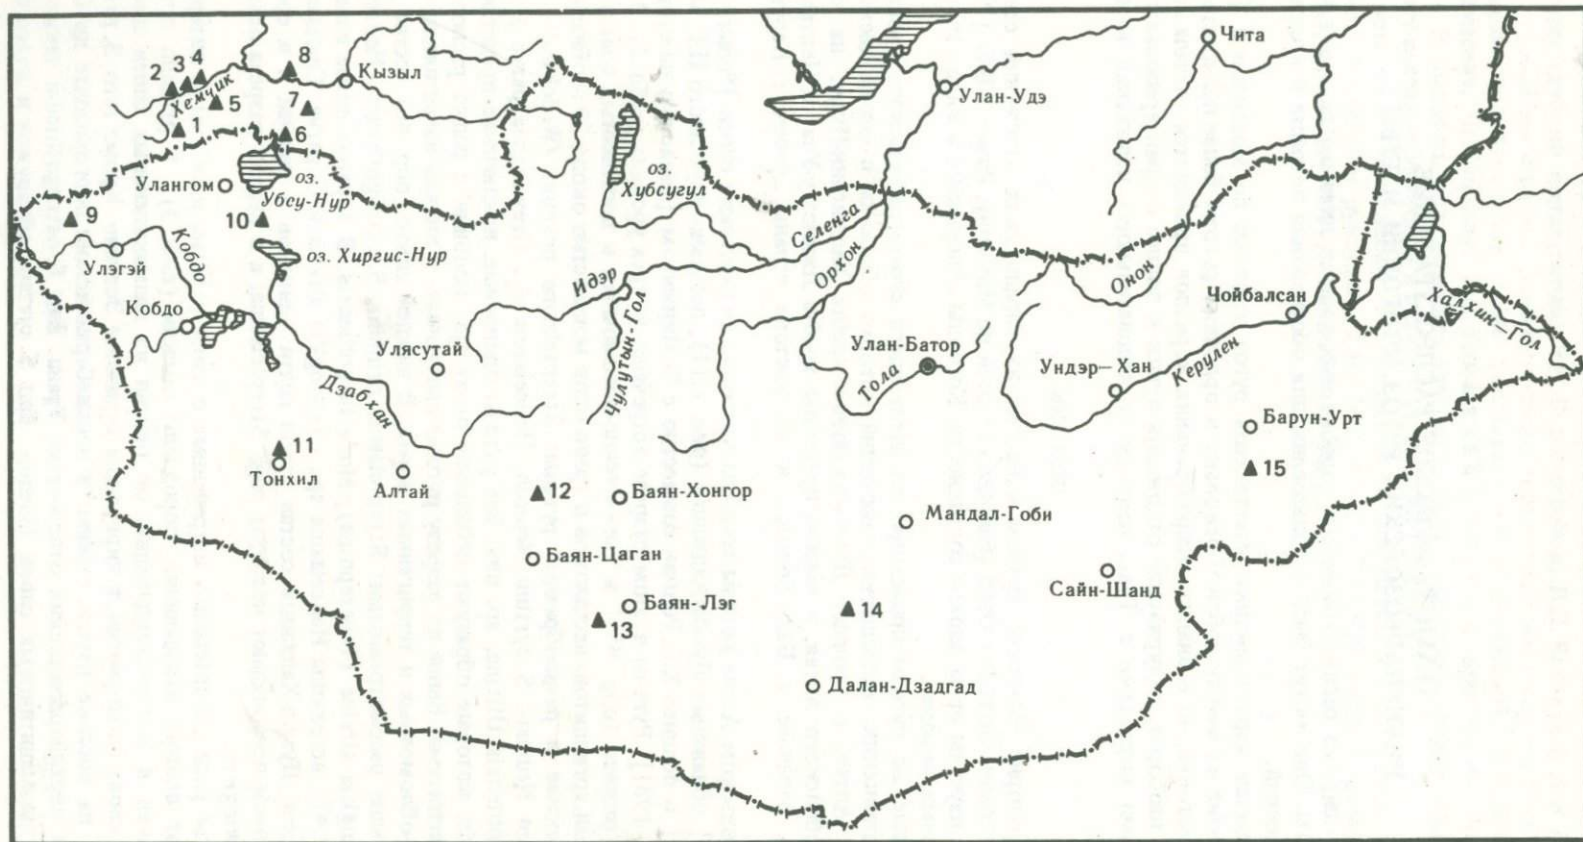 Чита
2 3 4
8
Кызыл
Хемчик
5
7
Улан-Удэ
1
6
Улангом
оз.
Убсу-Нур
оз.
Хубсугул
9
10
Селенга
Кобдо
Улэгэй
оз. Хиргис-Нур
Орхон
Онон
Идэр
Чойбалсан
Халхин-Гол
Кобдо
Улясутай
Чулутын-Гол
Улан-Батор
Тола
Ундэр-Хан
Керулен
Дзабхан
Барун-Урт
11
15
Тонхил
Алтай
12
Баян-Хонгор
Мандал-Гоби
Баян-Цаган
Сайн-Шанд
Баян-Лэг
13
14
Далан-Дзадгад